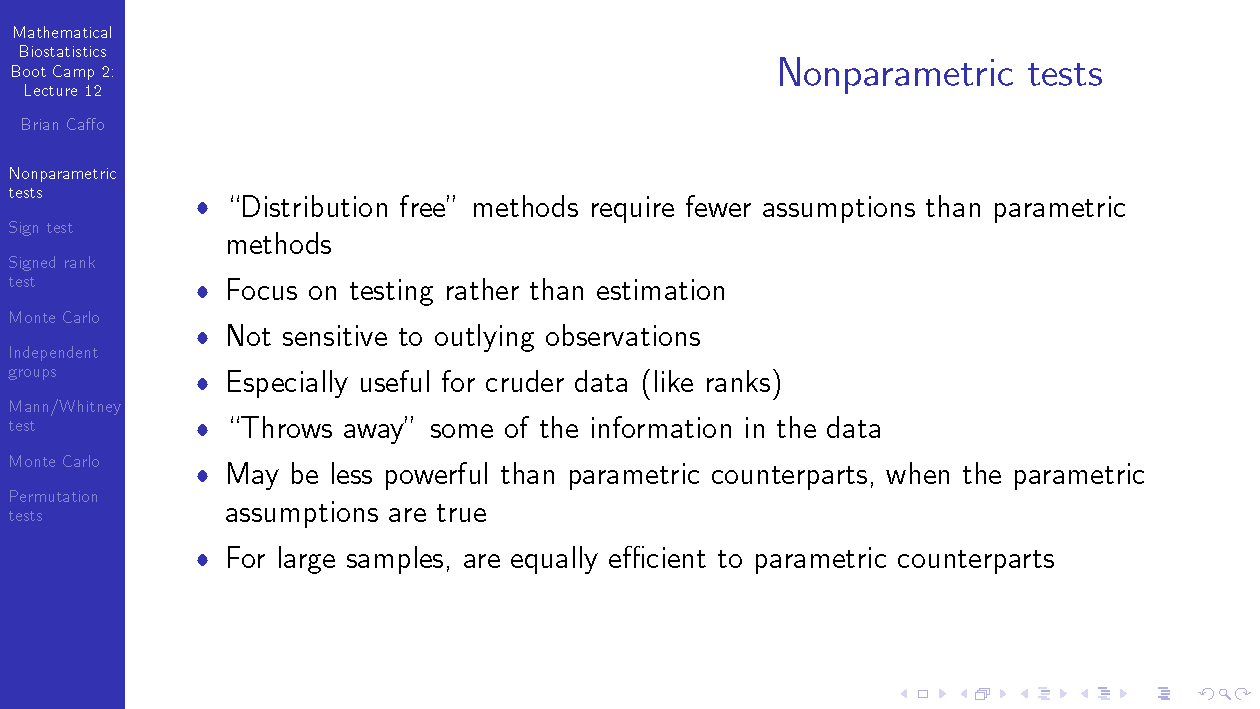 Mathematical
Biostatistics
Boot Camp 2:
Lecture 12
Brian Caffo
Nonparametric
tests
Sign test
Signed rank
test
Monte Carlo
Independent
groups
Mann/Whitney
test
Monte Carlo
Permutation
tests
Nonparametric tests
• “Distribution free” methods require fewer assumptions than parametric
methods
• Focus on testing rather than estimation
• Not sensitive to outlying observations
• Especially useful for cruder data (like ranks)
• “Throws away” some of the information in the data
• May be less powerful than parametric counterparts, when the parametric
assumptions are true
• For large samples, are equally efficient to parametric counterparts